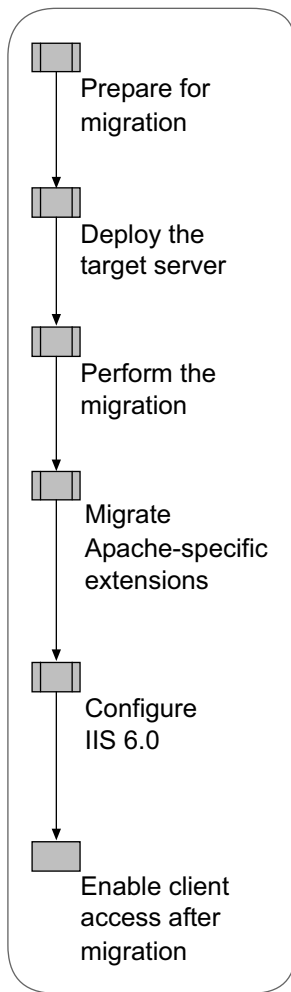 Prepare for
migration
Deploy the
target server
Perform the
migration
Migrate
Apache-specific
extensions
Configure
IIS 6.0
Enable client
access after
migration